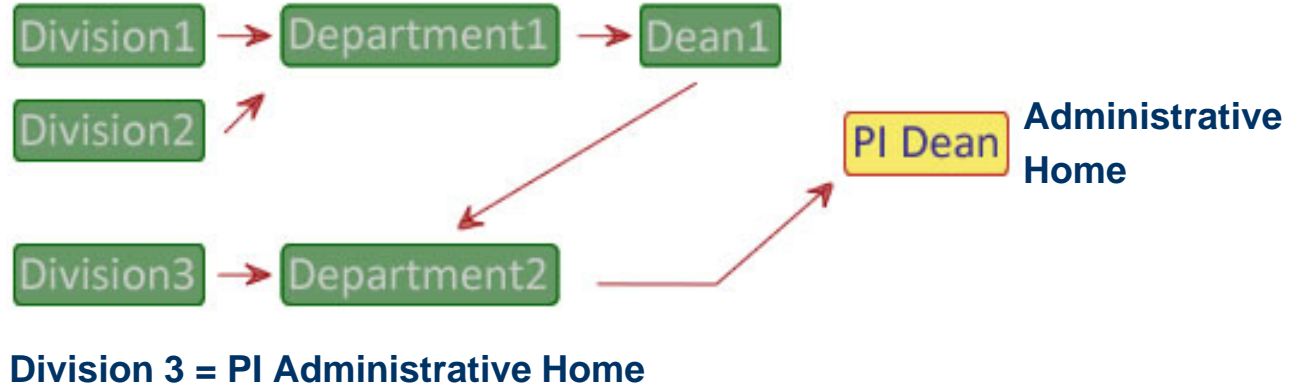 Division1 Department1 Dean1
Division2
PI Dean
Administrative
Home
Division3 Department2
Division 3 = PI Administrative Home